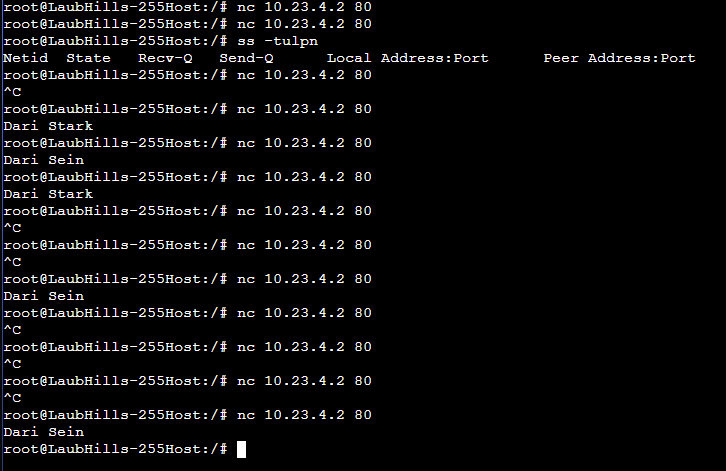 root@LaubHills-255Host:/# nc 10.23.4.2 80
root@LaubHills-255Host:/# nc 10.23.4.2 80
root@LaubHills-255Host:/# ss -tulpn
Netid  State   Recv-Q   Send-Q      Local Address:Port      Peer Address:Port
root@LaubHills-255Host:/# nc 10.23.4.2 80
^C
root@LaubHills-255Host:/# nc 10.23.4.2 80
Dari Stark
root@LaubHills-255Host:/# nc 10.23.4.2 80
Dari Sein
root@LaubHills-255Host:/# nc 10.23.4.2 80
Dari Stark
root@LaubHills-255Host:/# nc 10.23.4.2 80
^C
root@LaubHills-255Host:/# nc 10.23.4.2 80
^C
root@LaubHills-255Host:/# nc 10.23.4.2 80
Dari Sein
root@LaubHills-255Host:/# nc 10.23.4.2 80
^C
root@LaubHills-255Host:/# nc 10.23.4.2 80
^C
root@LaubHills-255Host:/# nc 10.23.4.2 80
^C
root@LaubHills-255Host:/# nc 10.23.4.2 80
Dari Sein
root@LaubHills-255Host:/#